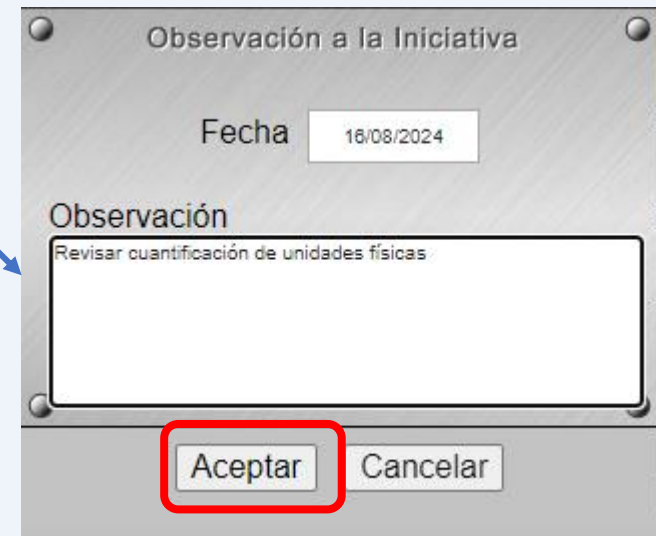 Observación a la Iniciativa
Fecha 16/08/2024
Observación
Revisar cuantificación de unidades físicas
Aceptar Cancelar